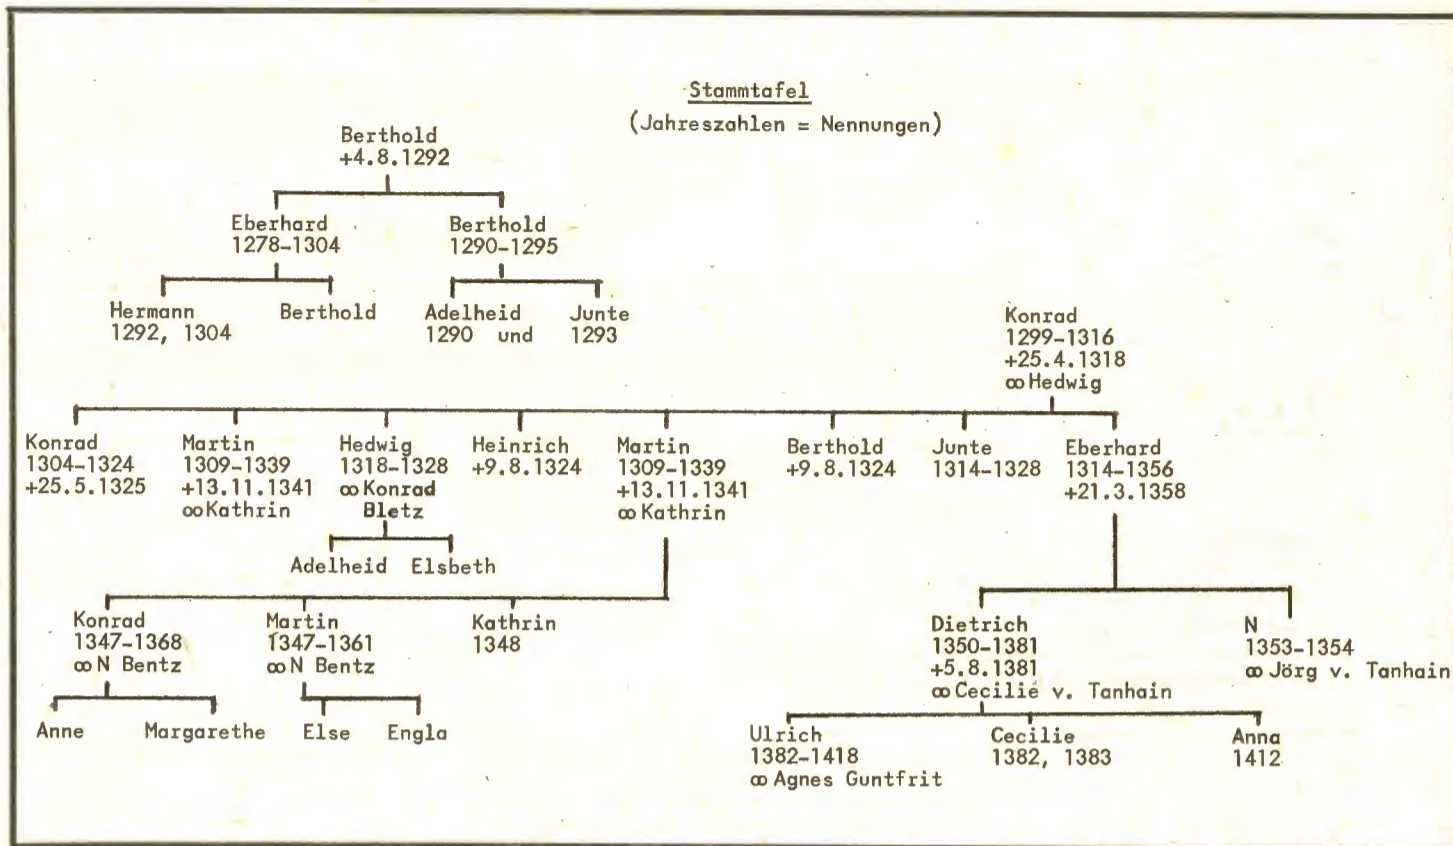 Stammtafel
(Jahreszahlen = Nennungen)
Berthold
+4.8.1292
Eberhard
1278-1304
Berthold
1290-1295
Hermann
1292, 1304
Berthold
Adelheid
1290 und
Junte
1293
Konrad
1299-1316
+25.4.1318
∞ Hedwig
Konrad
1304-1324
+25.5.1325
Martin
1309-1339
+13.11.1341
∞ Kathrin
Hedwig
1318-1328
∞ Konrad
Bletz
Heinrich
+9.8.1324
Martin
1309-1339
+13.11.1341
∞ Kathrin
Berthold
+9.8.1324
Junte
1314-1328
Eberhard
1314-1356
+21.3.1358
Adelheid
Elsbeth
Konrad
1347-1368
∞ N Bentz
Martin
1347-1361
∞ N Bentz
Kathrin
1348
Dietrich
1350-1381
+5.8.1381
∞ Cecilie v. Tanhain
N
1353-1354
∞ Jörg v. Tanhain
Anne
Margarethe
Else
Engla
Ulrich
1382-1418
∞ Agnes Guntfrit
Cecilie
1382, 1383
Anna
1412